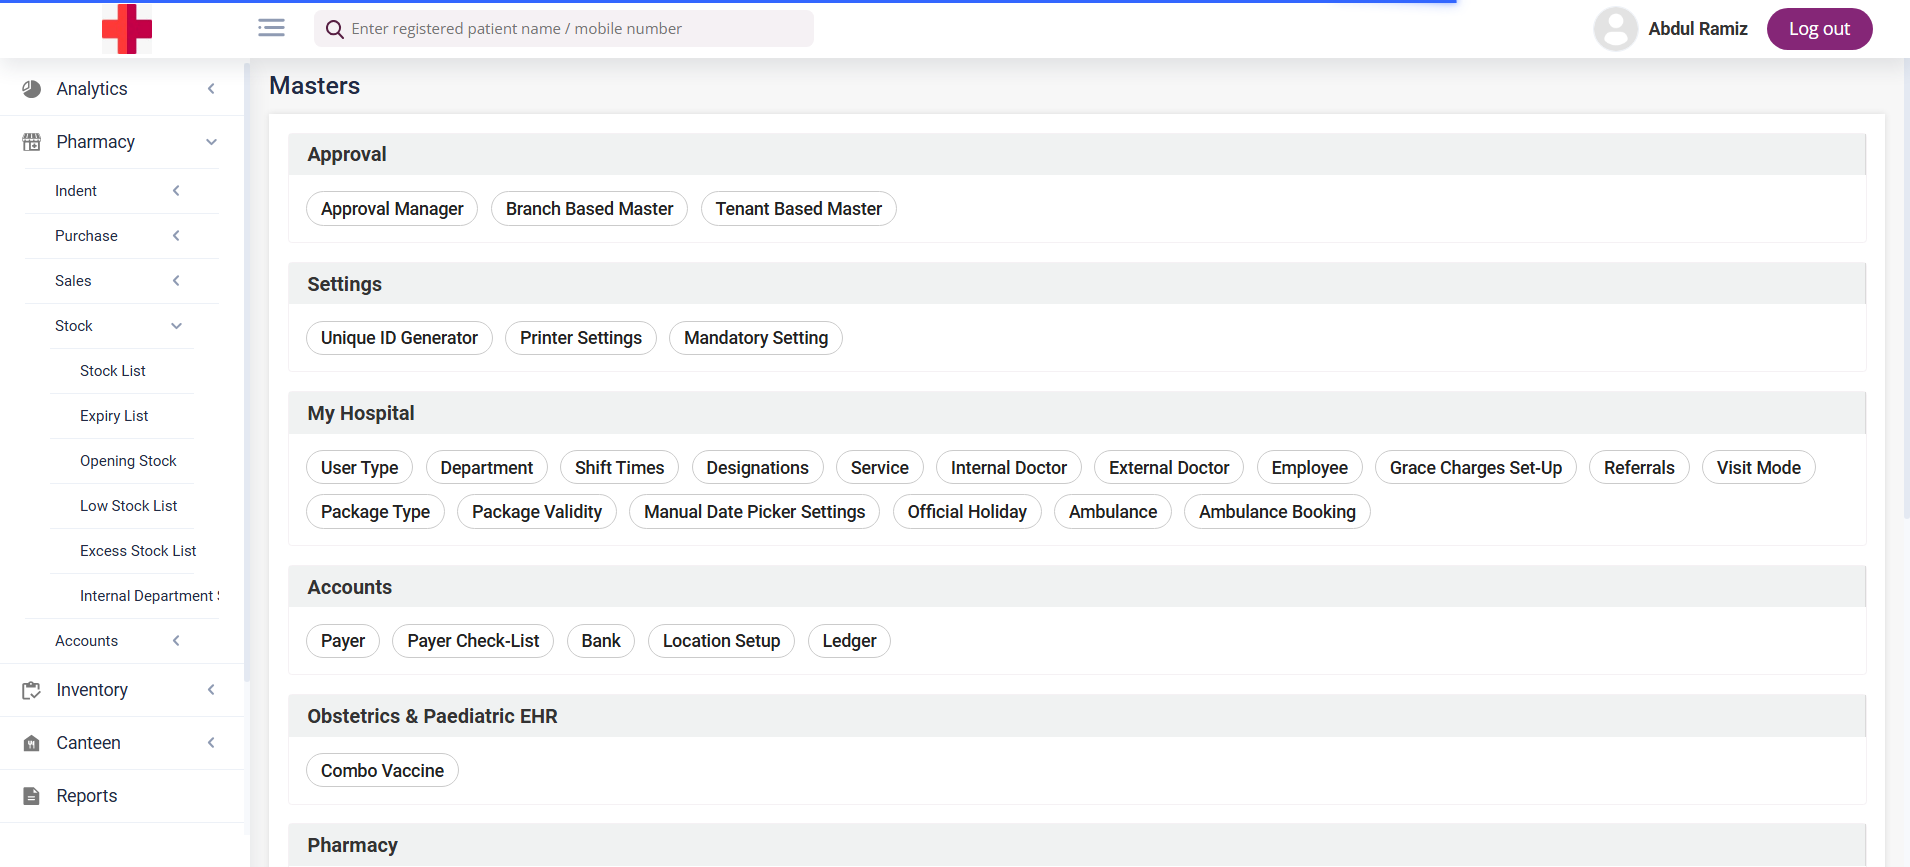 Enter registered patient name / mobile number
Abdul Ramiz
Log out
Analytics
Pharmacy
Indent
Purchase
Sales
Stock
Stock List
Expiry List
Opening Stock
Low Stock List
Excess Stock List
Internal Department
Accounts
Inventory
Canteen
Reports
Masters
Approval
Approval Manager Branch Based Master Tenant Based Master
Settings
Unique ID Generator Printer Settings Mandatory Setting
My Hospital
User Type Department Shift Times Designations Service Internal Doctor External Doctor Employee Grace Charges Set-Up Referrals Visit Mode
Package Type Package Validity Manual Date Picker Settings Official Holiday Ambulance Ambulance Booking
Accounts
Payer Payer Check-List Bank Location Setup Ledger
Obstetrics & Paediatric EHR
Combo Vaccine
Pharmacy